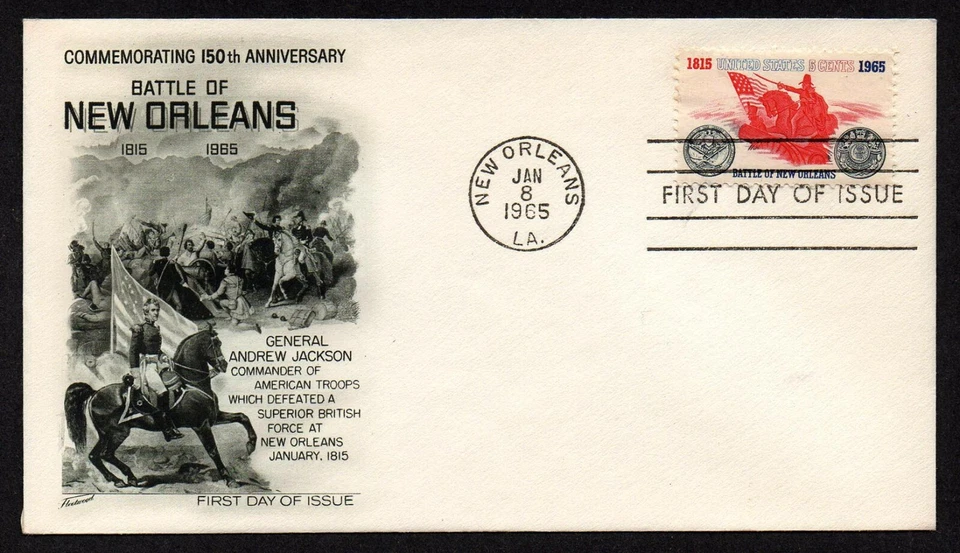 COMMEMORATING 150th ANNIVERSARY
BATTLE OF
NEW ORLEANS
1815 1965
GENERAL
ANDREW JACKSON
COMMANDER OF
AMERICAN TROOPS
WHICH DEFEATED A
SUPERIOR BRITISH
FORCE AT
NEW ORLEANS
JANUARY, 1815
Fleetwood
FIRST DAY OF ISSUE
NEW ORLEANS
JAN
8
1965
LA.
1815 UNITED STATES 5 CENTS 1965
BATTLE OF NEW ORLEANS
FIRST DAY OF ISSUE